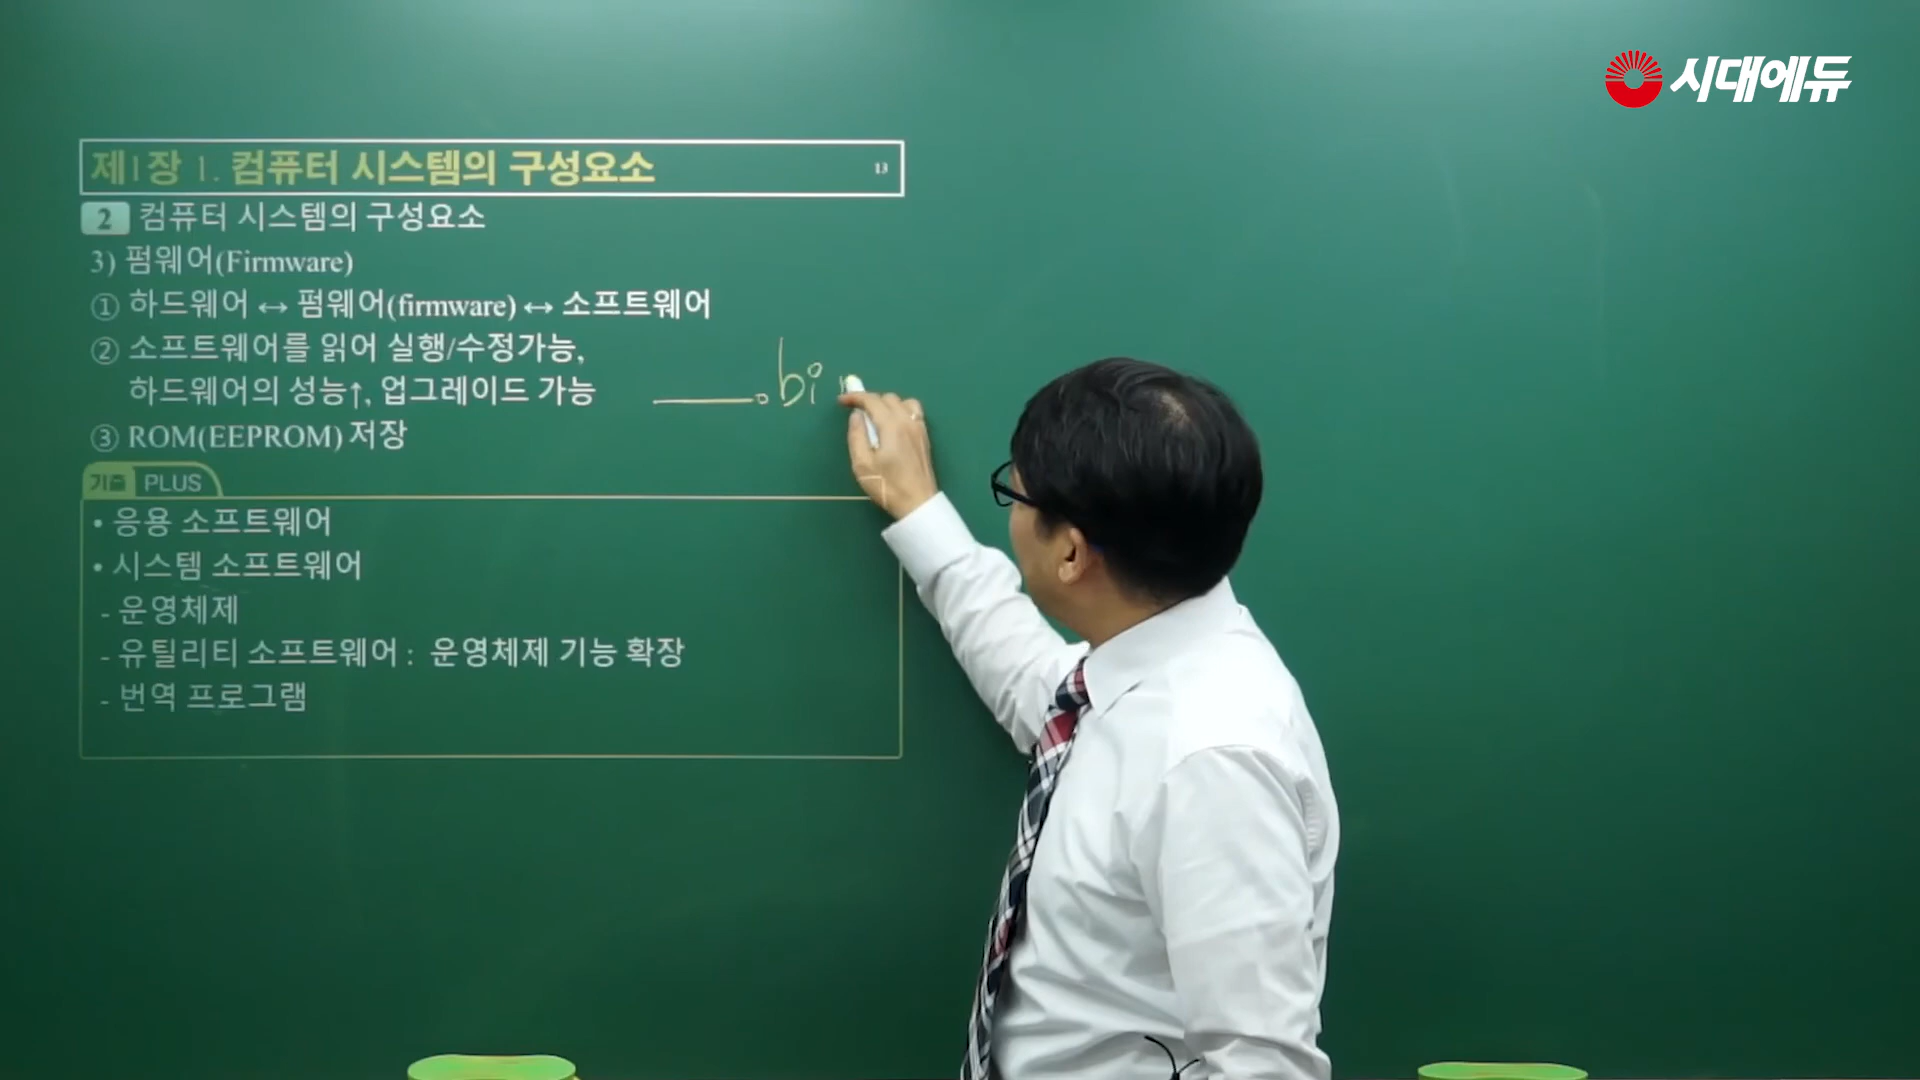 시대에듀
제1장 1. 컴퓨터 시스템의 구성요소 13
2 컴퓨터 시스템의 구성요소
3) 펌웨어(Firmware)
① 하드웨어 ↔ 펌웨어(firmware) ↔ 소프트웨어
② 소프트웨어를 읽어 실행/수정가능,
하드웨어의 성능↑, 업그레이드 가능
.bi
③ ROM(EEPROM) 저장
기출 PLUS
• 응용 소프트웨어
• 시스템 소프트웨어
- 운영체제
- 유틸리티 소프트웨어 : 운영체제 기능 확장
- 번역 프로그램